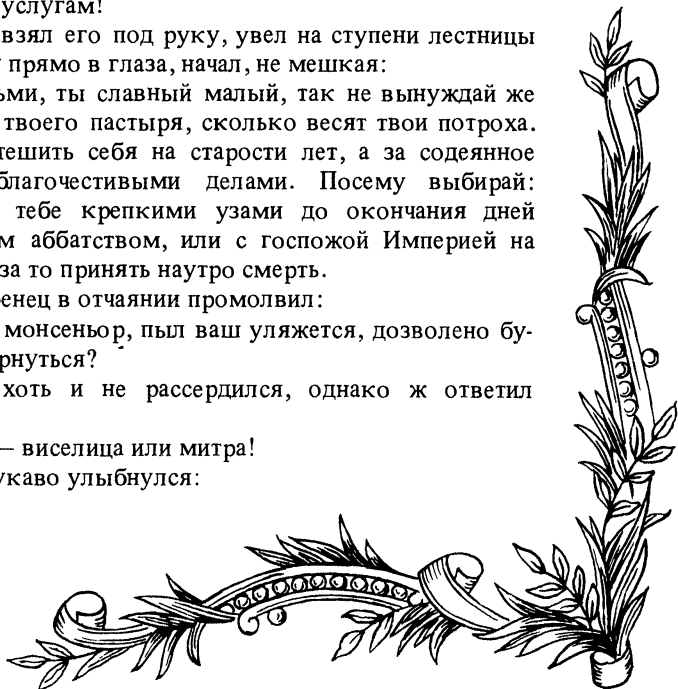 услугам!
взял его под руку, увел на ступени лестницы
прямо в глаза, начал, не мешкая:
ьми, ты славный малый, так не вынуждай же
твоего пастыря, сколько весят твои потроха.
тешить себя на старости лет, а за содеянное
благочестивыми делами. Посему выбирай:
тебе крепкими узами до окончания дней
м аббатством, или с госпожой Империей на
за то принять наутро смерть.
енец в отчаянии промолвил:
монсеньор, пыл ваш уляжется, дозволено бу-
рнуться?
хоть и не рассердился, однако ж ответил
— виселица или митра!
укаво улыбнулся: